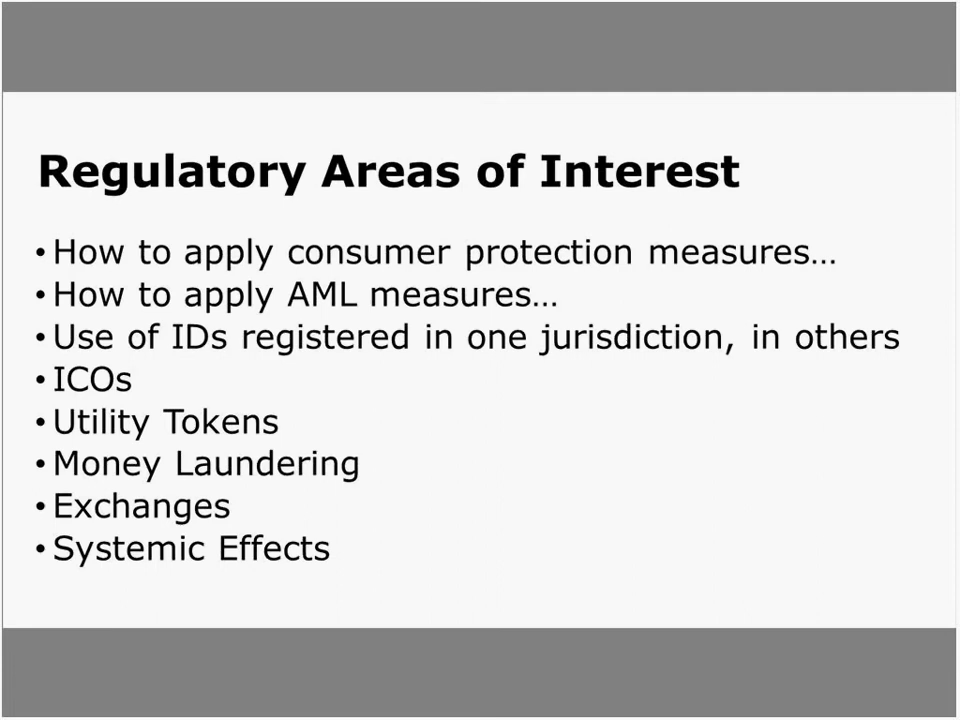 Regulatory Areas of Interest
• How to apply consumer protection measures…
• How to apply AML measures…
• Use of IDs registered in one jurisdiction, in others
• ICOs
• Utility Tokens
• Money Laundering
• Exchanges
• Systemic Effects